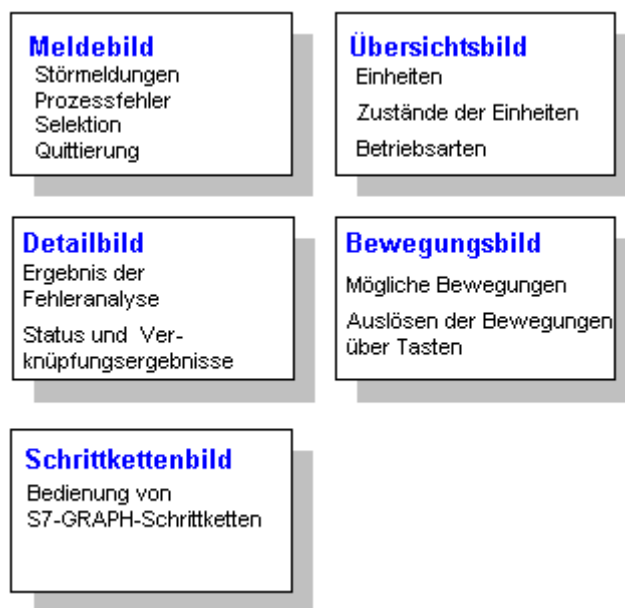 Meldebild
Störmeldungen
Prozessfehler
Selektion
Quittierung
Übersichtsbild
Einheiten
Zustände der Einheiten
Betriebsarten
Detailbild
Ergebnis der
Fehleranalyse
Status und Ver-
knüpfungsergebnisse
Bewegungsbild
Mögliche Bewegungen
Auslösen der Bewegungen
über Tasten
Schrittkettenbild
Bedienung von
S7-GRAPH-Schrittketten